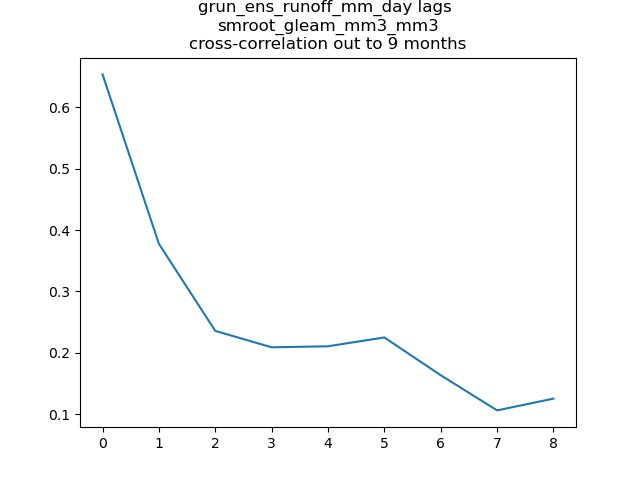 grun_ens_runoff_mm_day lags
smroot_gleam_mm3_mm3
cross-correlation out to 9 months
0.6
0.5
0.4
0.3
0.2
0.1
0 1 2 3 4 5 6 7 8